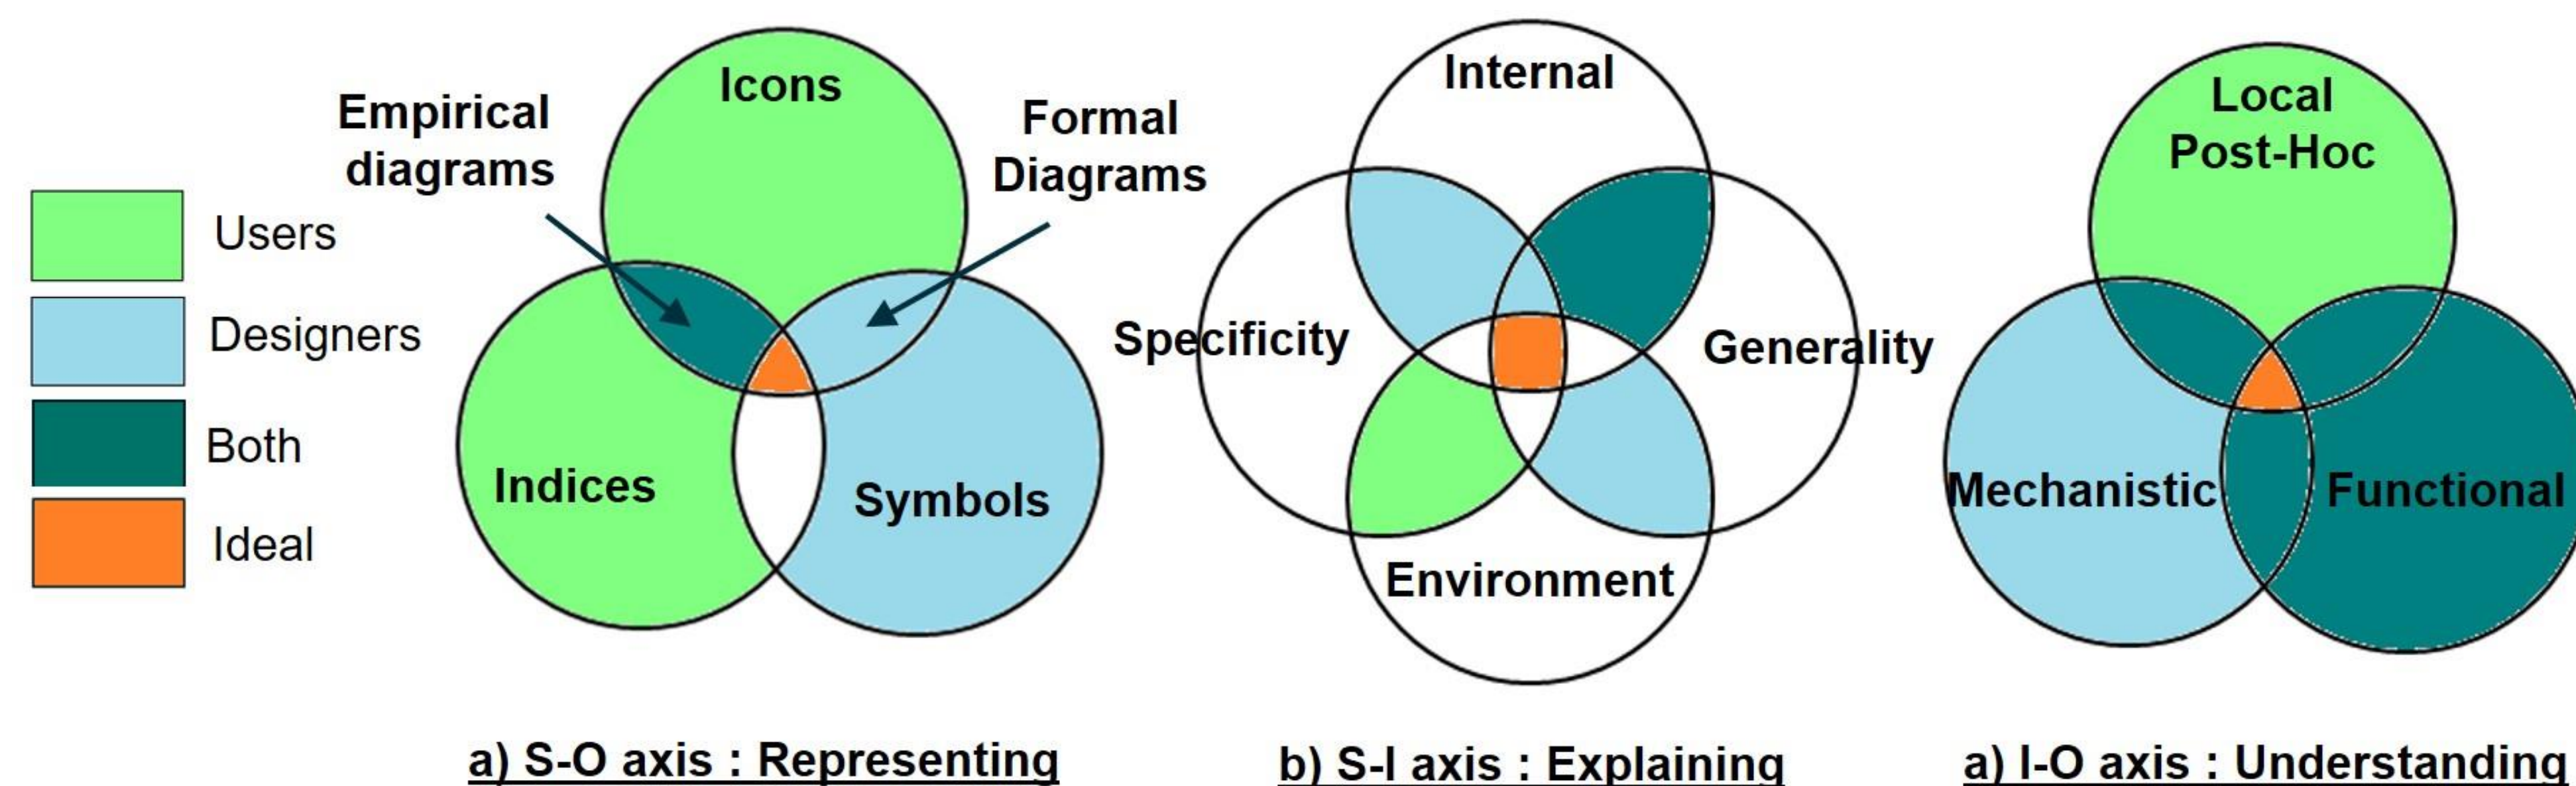 Users
Designers
Both
Ideal
Empirical
diagrams
Icons
Formal
Diagrams
Indices
Symbols
a) S-O axis : Representing
Internal
Specificity
Generality
Environment
b) S-I axis : Explaining
Local
Post-Hoc
Mechanistic
Functional
a) I-O axis : Understanding